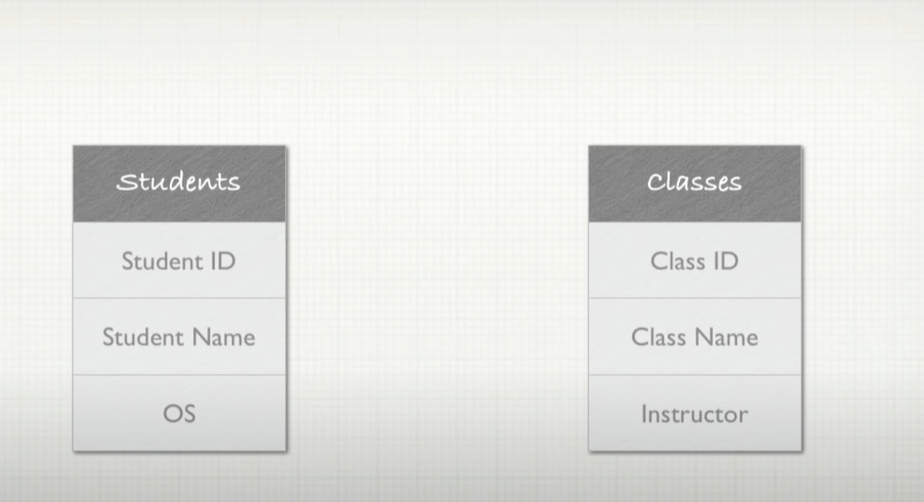 Students
Student ID
Student Name
OS
Classes
Class ID
Class Name
Instructor